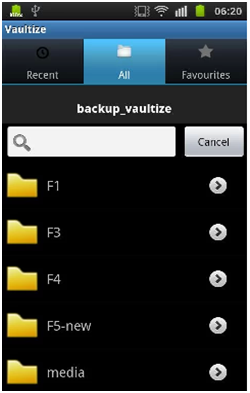 06:20
Vaultize
Recent All Favourites
backup_vaultize
Cancel
F1
F3
F4
F5-new
media